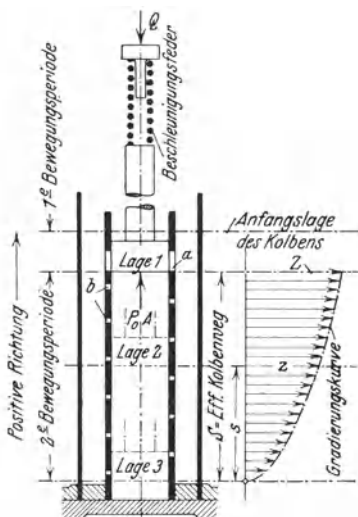 Q
Beschleunigungsfeder
1e Bewegungsperiode
Anfangslage
des Kolbens
Positive Richtung
Lage 1
a
Z
b
P₀A
2e Bewegungsperiode
Lage 2
S = Eff. Kolbenweg
s
z
Gradierungskurve
Lage 3